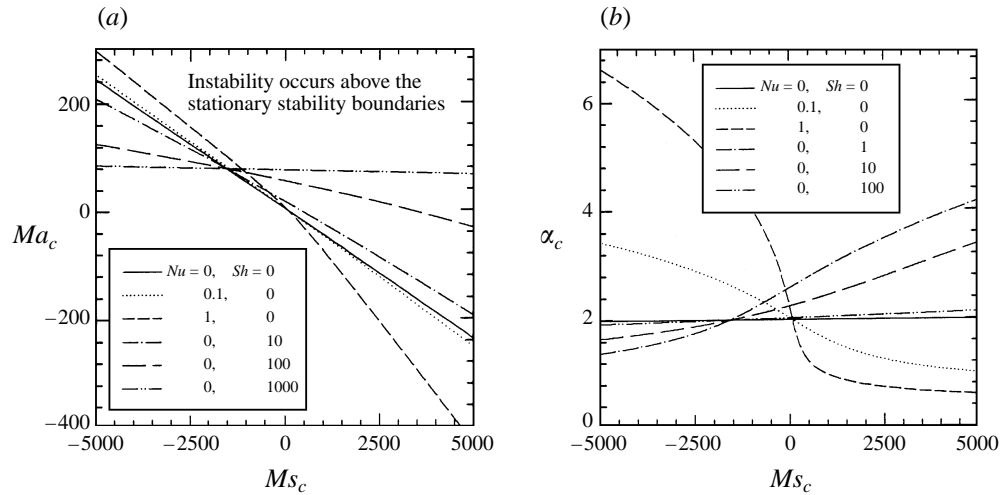 (a)
Instability occurs above the
stationary stability boundaries
200
0
−200
−400
Ma_c
Nu = 0, Sh = 0
0.1, 0
1, 0
0, 10
0, 100
0, 1000
−5000 −2500 0 2500 5000
Ms_c
(b)
6
4
2
0
α_c
Nu = 0, Sh = 0
0.1, 0
1, 0
0, 1
0, 10
0, 100
−5000 −2500 0 2500 5000
Ms_c